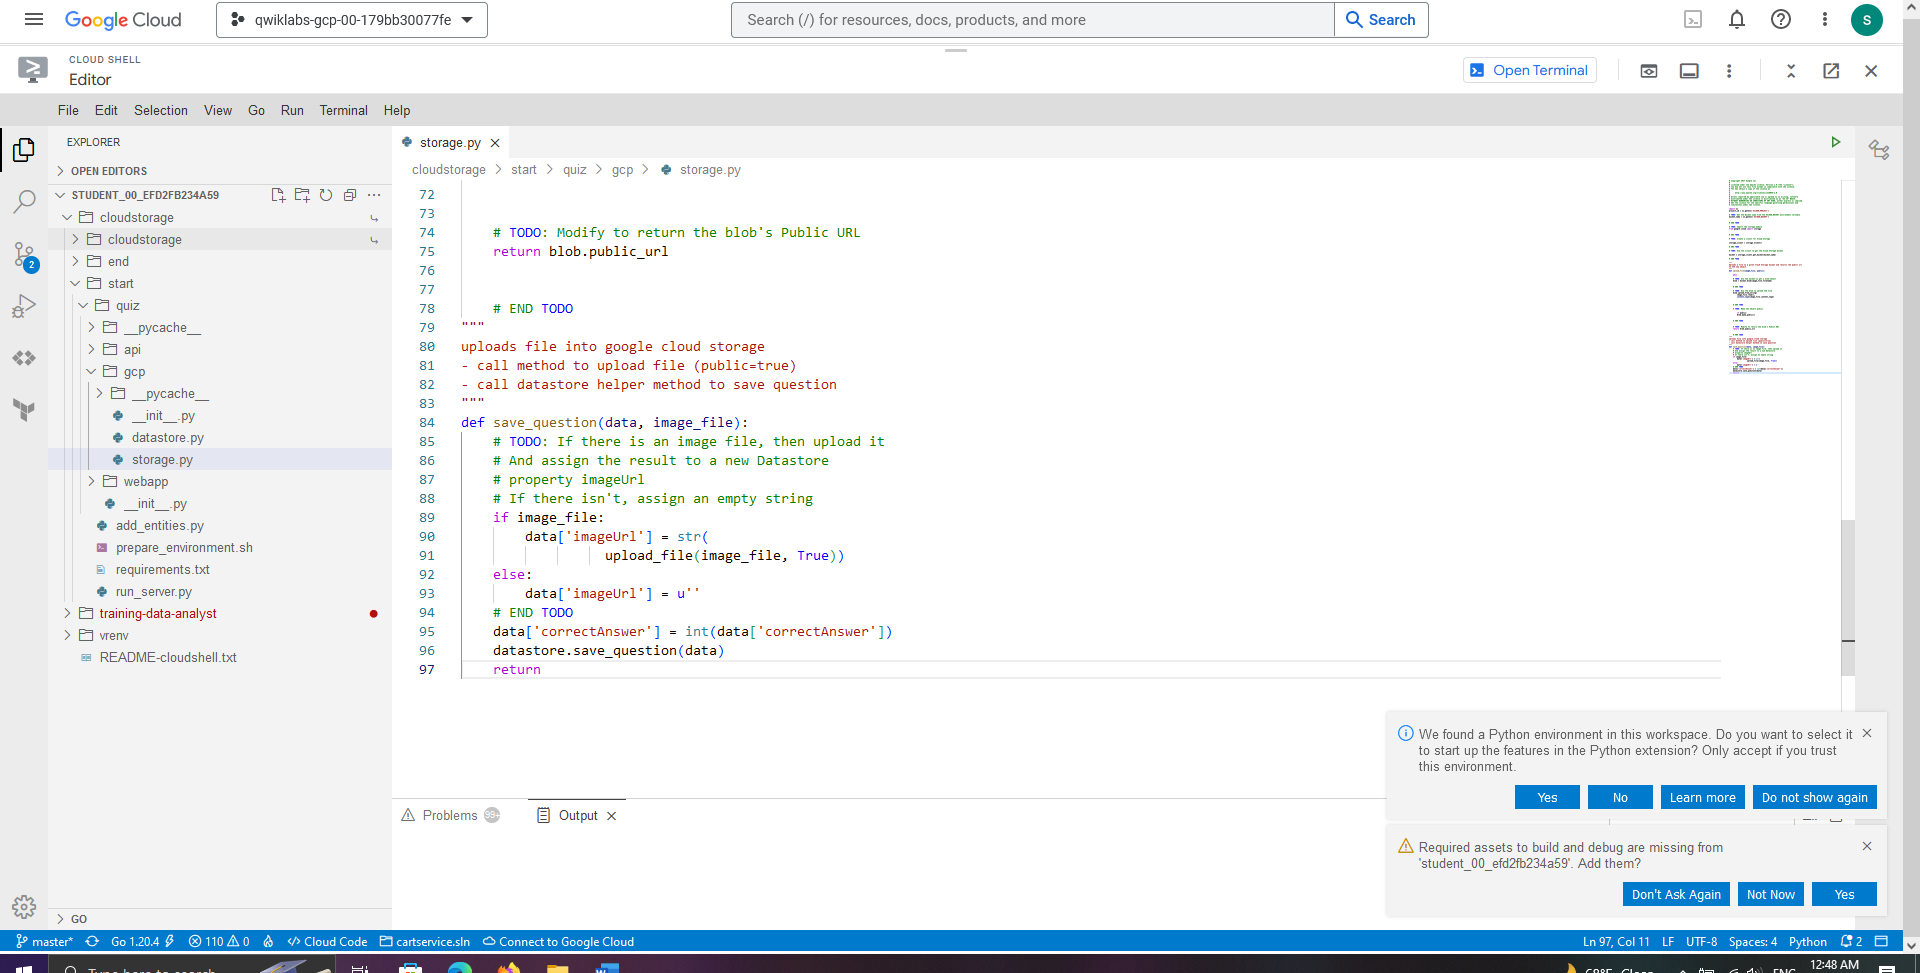 Google Cloud
qwiklabs-gcp-00-179bb30077fe
Search (/) for resources, docs, products, and more
Search
S
CLOUD SHELL
Editor
Open Terminal
File Edit Selection View Go Run Terminal Help
EXPLORER
OPEN EDITORS
STUDENT_00_EFD2FB234A59
cloudstorage
cloudstorage
end
start
quiz
__pycache__
api
gcp
__pycache__
__init__.py
datastore.py
storage.py
webapp
__init__.py
add_entities.py
prepare_environment.sh
requirements.txt
run_server.py
training-data-analyst
vrenv
README-cloudshell.txt
GO
2
storage.py
cloudstorage > start > quiz > gcp > storage.py
72
73
74 # TODO: Modify to return the blob's Public URL
75 return blob.public_url
76
77
78 # END TODO
79 """
80 uploads file into google cloud storage
81 - call method to upload file (public=true)
82 - call datastore helper method to save question
83 """
84 def save_question(data, image_file):
85 # TODO: If there is an image file, then upload it
86 # And assign the result to a new Datastore
87 # property imageUrl
88 # If there isn't, assign an empty string
89 if image_file:
90 data['imageUrl'] = str(
91 upload_file(image_file, True))
92 else:
93 data['imageUrl'] = u''
94 # END TODO
95 data['correctAnswer'] = int(data['correctAnswer'])
96 datastore.save_question(data)
97 return
Problems 99+ Output
We found a Python environment in this workspace. Do you want to select it
to start up the features in the Python extension? Only accept if you trust
this environment.
Yes No Learn more Do not show again
Required assets to build and debug are missing from
'student_00_efd2fb234a59'. Add them?
Don't Ask Again Not Now Yes
master* Go 1.20.4 110 0 Cloud Code cartservice.sln Connect to Google Cloud
Ln 97, Col 11 LF UTF-8 Spaces: 4 Python 2
12:48 AM